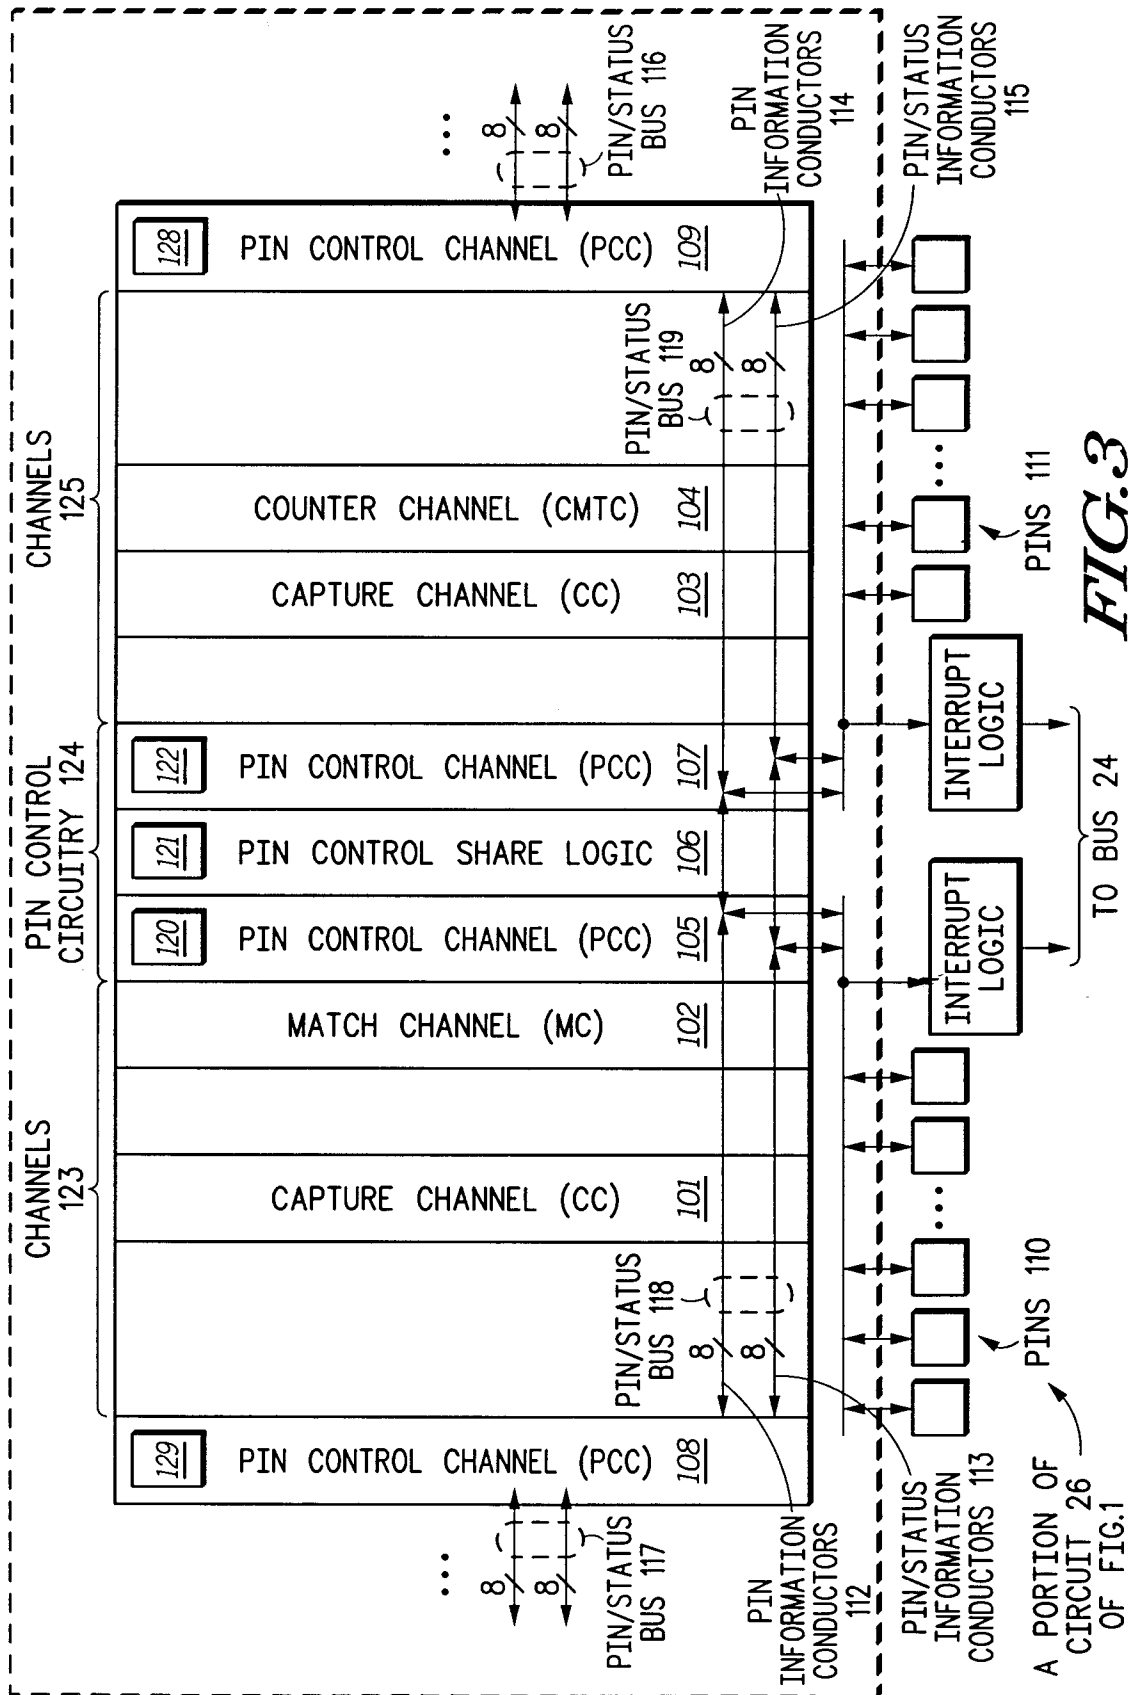 CHANNELS
123
PIN CONTROL
CIRCUITRY 124
CHANNELS
125
129
PIN CONTROL CHANNEL (PCC) 108
CAPTURE CHANNEL (CC) 101
MATCH CHANNEL (MC) 102
120
PIN CONTROL CHANNEL (PCC) 105
121
PIN CONTROL SHARE LOGIC 106
122
PIN CONTROL CHANNEL (PCC) 107
CAPTURE CHANNEL (CC) 103
COUNTER CHANNEL (CMTC) 104
128
PIN CONTROL CHANNEL (PCC) 109
•••
8
8
PIN/STATUS
BUS 117
PIN/STATUS
BUS 118
8
8
PIN/STATUS
BUS 119
8
8
•••
8
8
PIN/STATUS
BUS 116
PIN
INFORMATION
CONDUCTORS
112
PIN/STATUS
INFORMATION
CONDUCTORS 113
PIN
INFORMATION
CONDUCTORS
114
PIN/STATUS
INFORMATION
CONDUCTORS
115
••••
PINS 110
INTERRUPT
LOGIC
INTERRUPT
LOGIC
•••
PINS 111
TO BUS 24
A PORTION OF
CIRCUIT 26
OF FIG.1
FIG.3